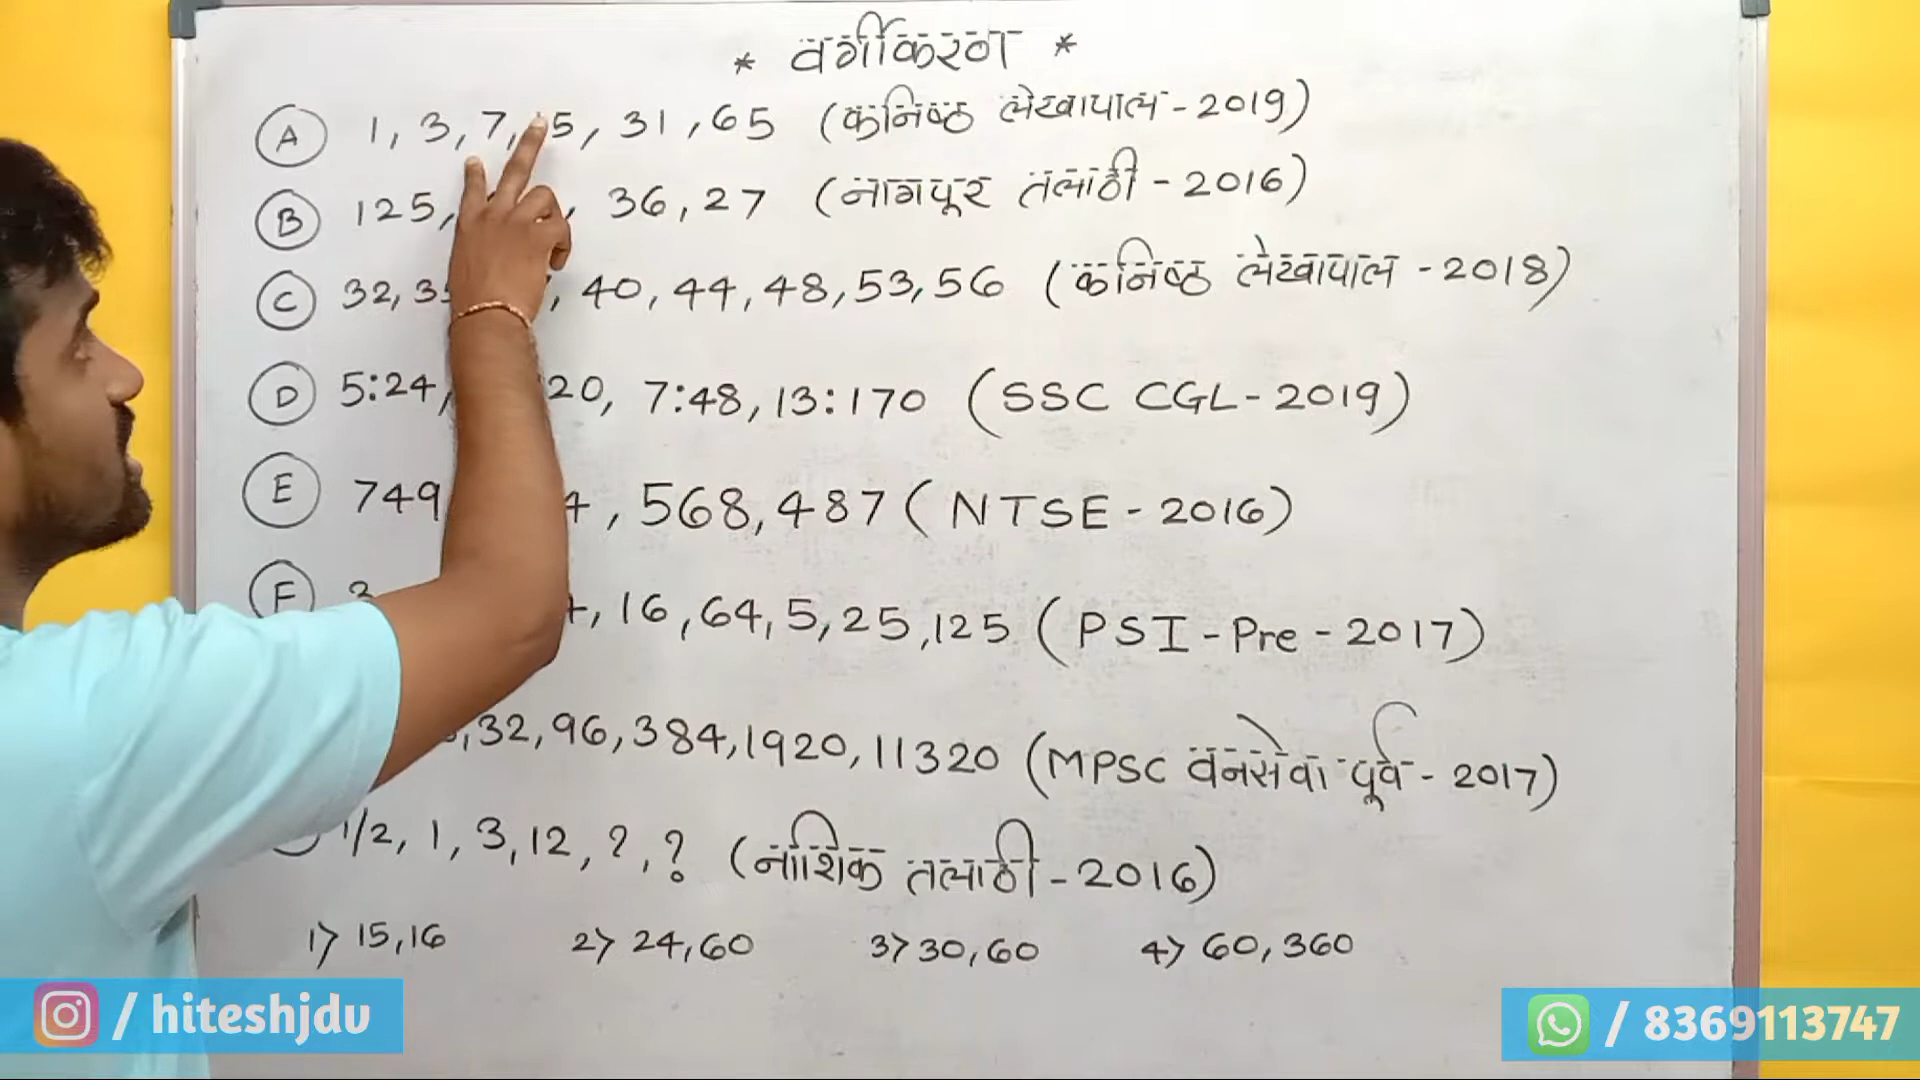 * वर्गीकरण *
A 1, 3, 7, 15, 31, 65 (कनिष्ठ लेखापाल - 2019)
B 125, 36, 27 (नागपूर तलाठी - 2016)
C 32, 40, 44, 48, 53, 56 (कनिष्ठ लेखापाल - 2018)
D 5:24, 20, 7:48, 13:170 (SSC CGL - 2019)
E 749, 568, 487 (NTSE - 2016)
F 3 16, 64, 5, 25, 125 (PSI - Pre - 2017)
, 32, 96, 384, 1920, 11320 (MPSC वनसेवा पूर्व - 2017)
1/2, 1, 3, 12, ?, ? (नाशिक तलाठी - 2016)
1> 15,16 2> 24,60 3> 30,60 4> 60,360
/ hiteshjdu / 8369113747